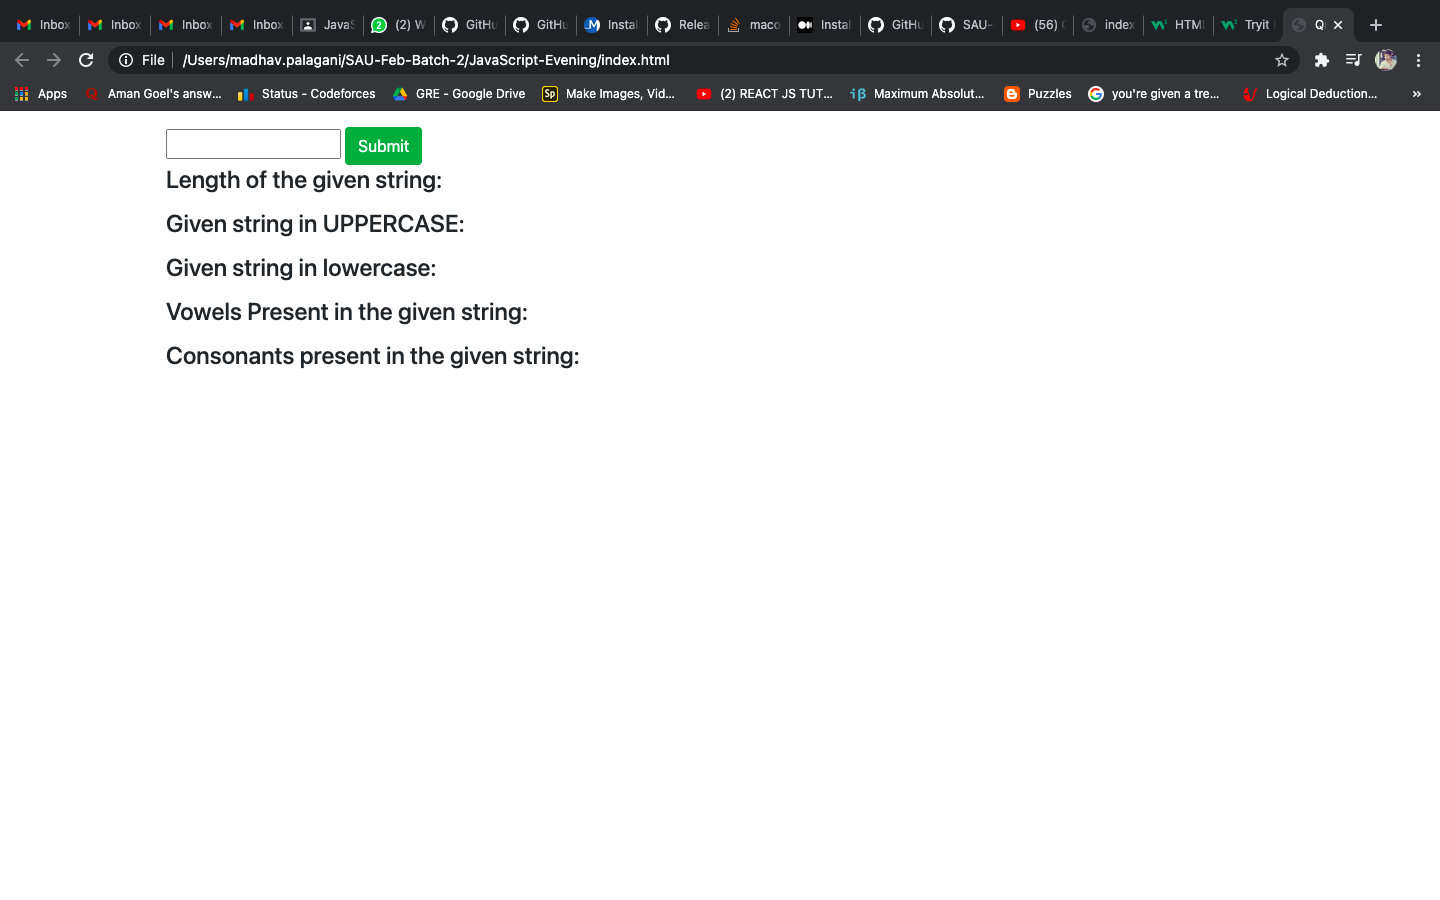 Inbox Inbox Inbox Inbox JavaS (2) W GitHu GitHu Instal Relea maco Instal GitHu SAU- (56) index HTML Tryit Q
File /Users/madhav.palagani/SAU-Feb-Batch-2/JavaScript-Evening/index.html
Apps Aman Goel's answ... Status - Codeforces GRE - Google Drive Sp Make Images, Vid... (2) REACT JS TUT... iβ Maximum Absolut... Puzzles you're given a tre... Logical Deduction... »
Submit
Length of the given string:
Given string in UPPERCASE:
Given string in lowercase:
Vowels Present in the given string:
Consonants present in the given string: